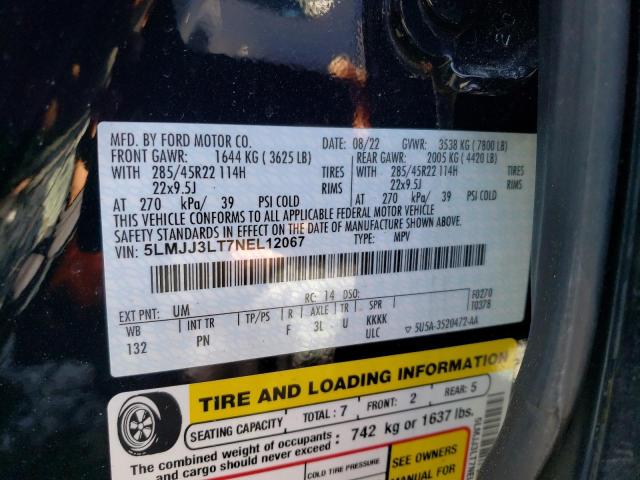 MFD. BY FORD MOTOR CO. DATE: 08/22 GVWR: 3538 KG (7800 LB)
FRONT GAWR: 1644 KG (3625 LB) REAR GAWR: 2005 KG (4420 LB)
WITH 285/45R22 114H TIRES WITH 285/45R22 114H TIRES
22x9.5J RIMS 22x9.5J RIMS
AT 270 kPa/ 39 PSI COLD AT 270 kPa/ 39 PSI COLD
THIS VEHICLE CONFORMS TO ALL APPLICABLE FEDERAL MOTOR VEHICLE
SAFETY STANDARDS IN EFFECT ON THE DATE OF MANUFACTURE SHOWN ABOVE.
VIN: 5LMJJ3LT7NEL12067 TYPE: MPV
EXT PNT: UM RC: 14 DSO: F0270
WB INT TR TP/PS R AXLE TR SPR T0378
132 PN F 3L U KKKK
ULC 5U5A-3520472-AA
TIRE AND LOADING INFORMATION
SEATING CAPACITY TOTAL: 7 FRONT: 2 REAR: 5
The combined weight of occupants
and cargo should never exceed: 742 kg or 1637 lbs.
COLD TIRE SEE OWNERS
MANUAL FOR